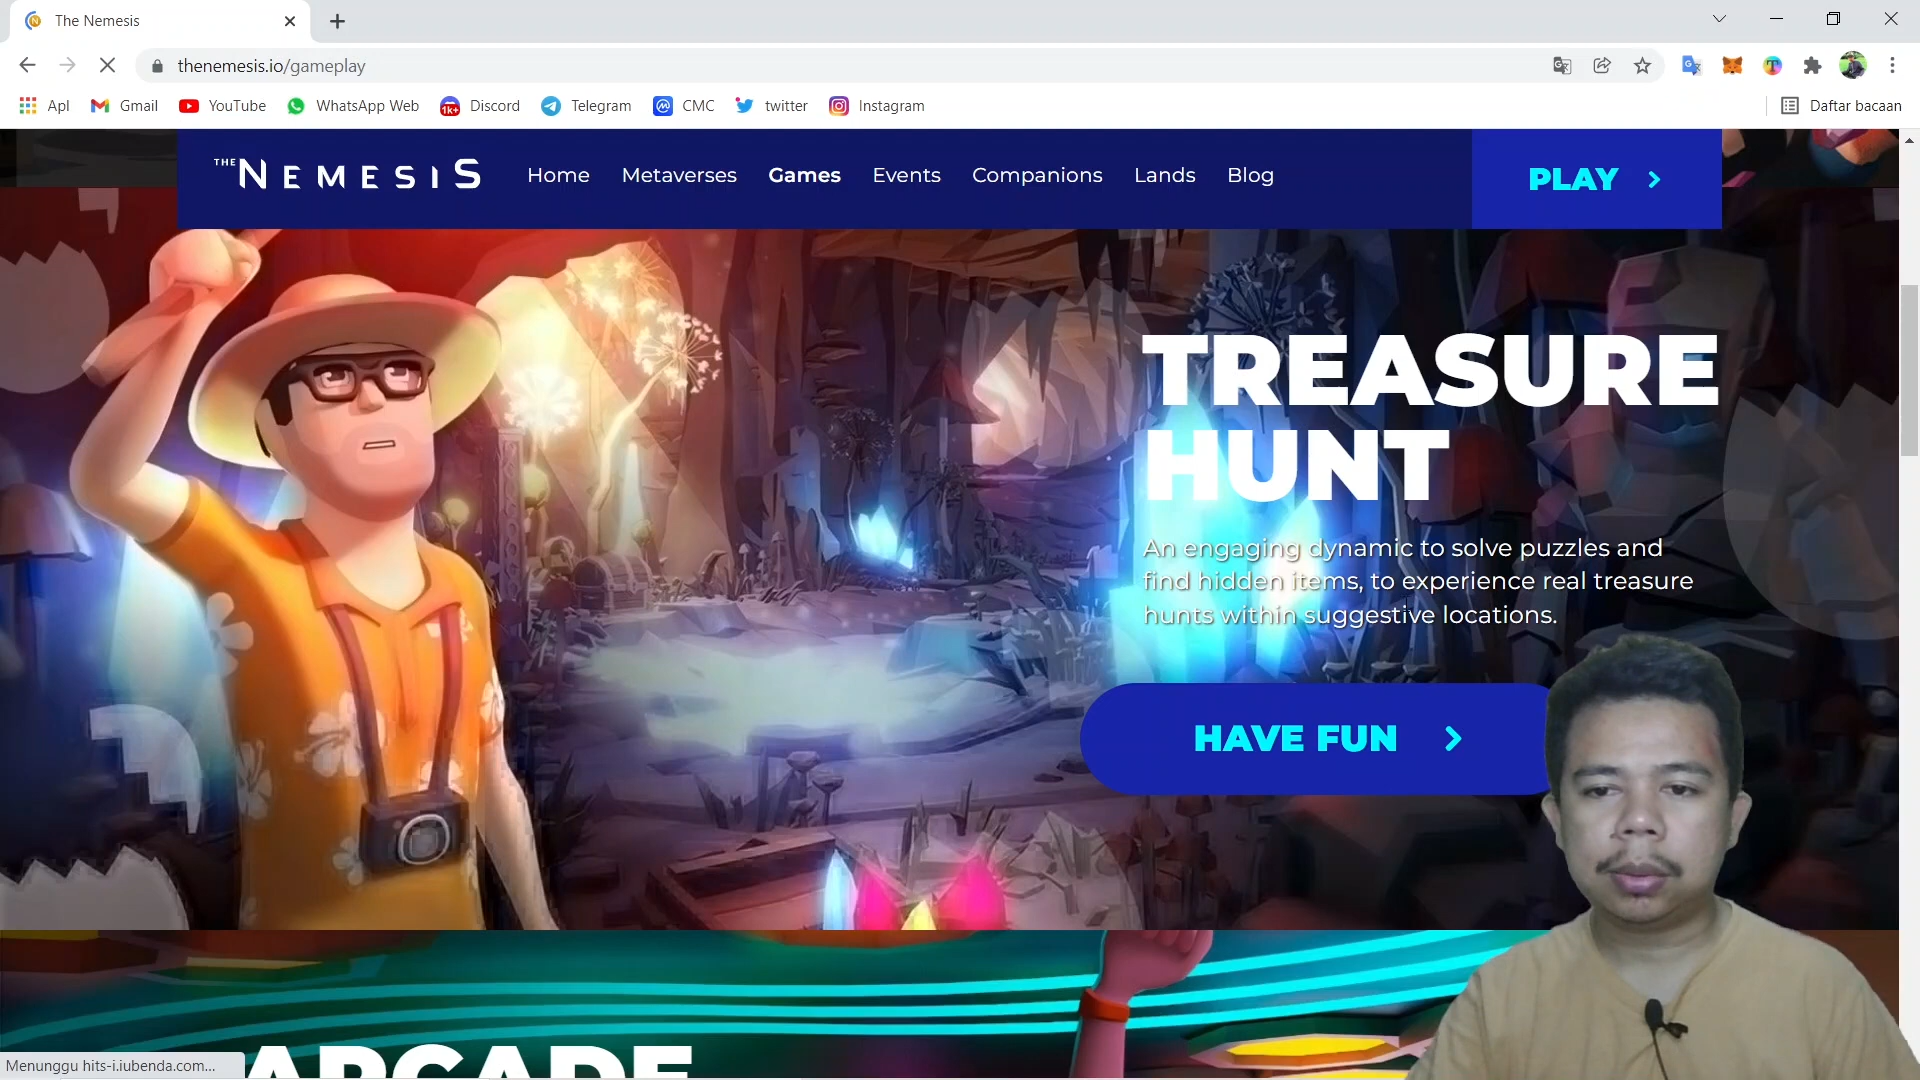 The Nemesis
thenemesis.io/gameplay
Apl
Gmail
YouTube
WhatsApp Web
1k+
Discord
Telegram
CMC
twitter
Instagram
Daftar bacaan
THE NEMESIS
Home
Metaverses
Games
Events
Companions
Lands
Blog
PLAY
TREASURE
HUNT
An engaging dynamic to solve puzzles and
find hidden items, to experience real treasure
hunts within suggestive locations.
HAVE FUN
ARCADE
Menunggu hits-i.iubenda.com...